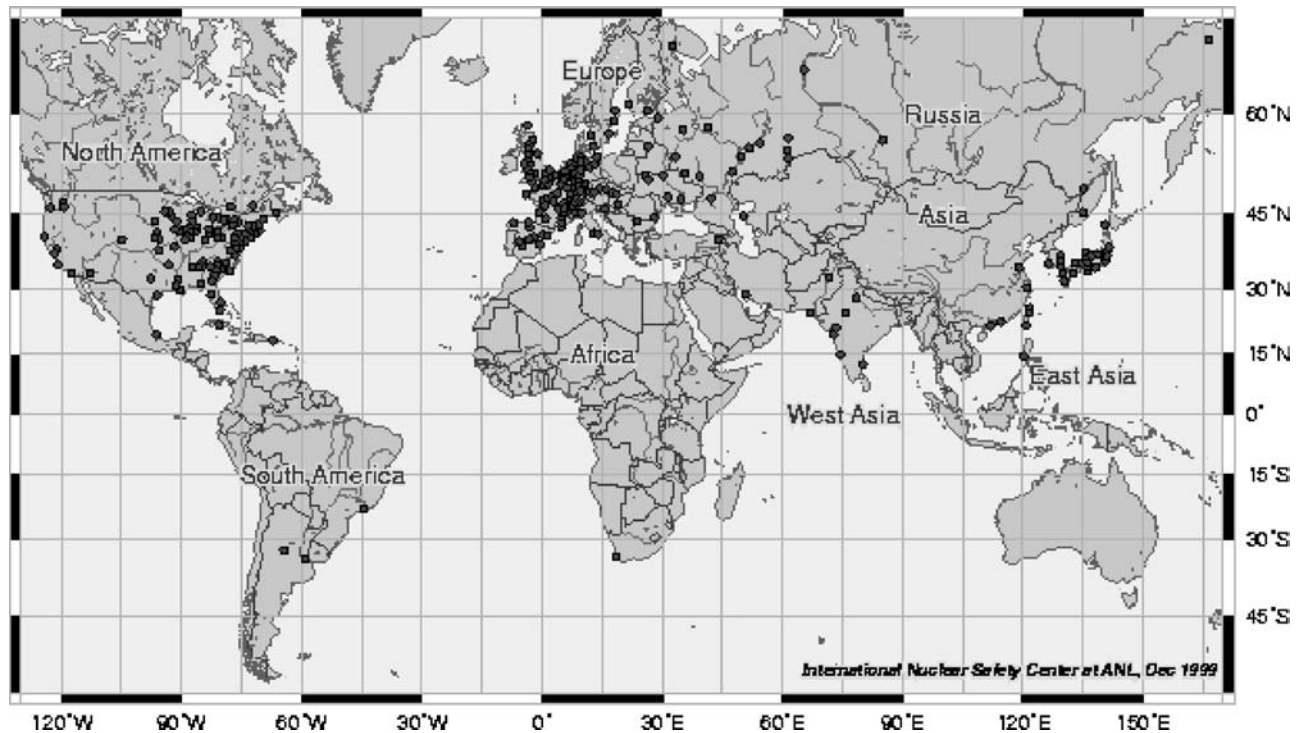 Europe
60°N
Russia
North America
45°N
Asia
30°N
Africa
15°N
East Asia
West Asia
0°
South America
15°S
30°S
45°S
International Nuclear Safety Center at ANL, Dec 1999
120°W 90°W 60°W 30°W 0° 30°E 60°E 90°E 120°E 150°E